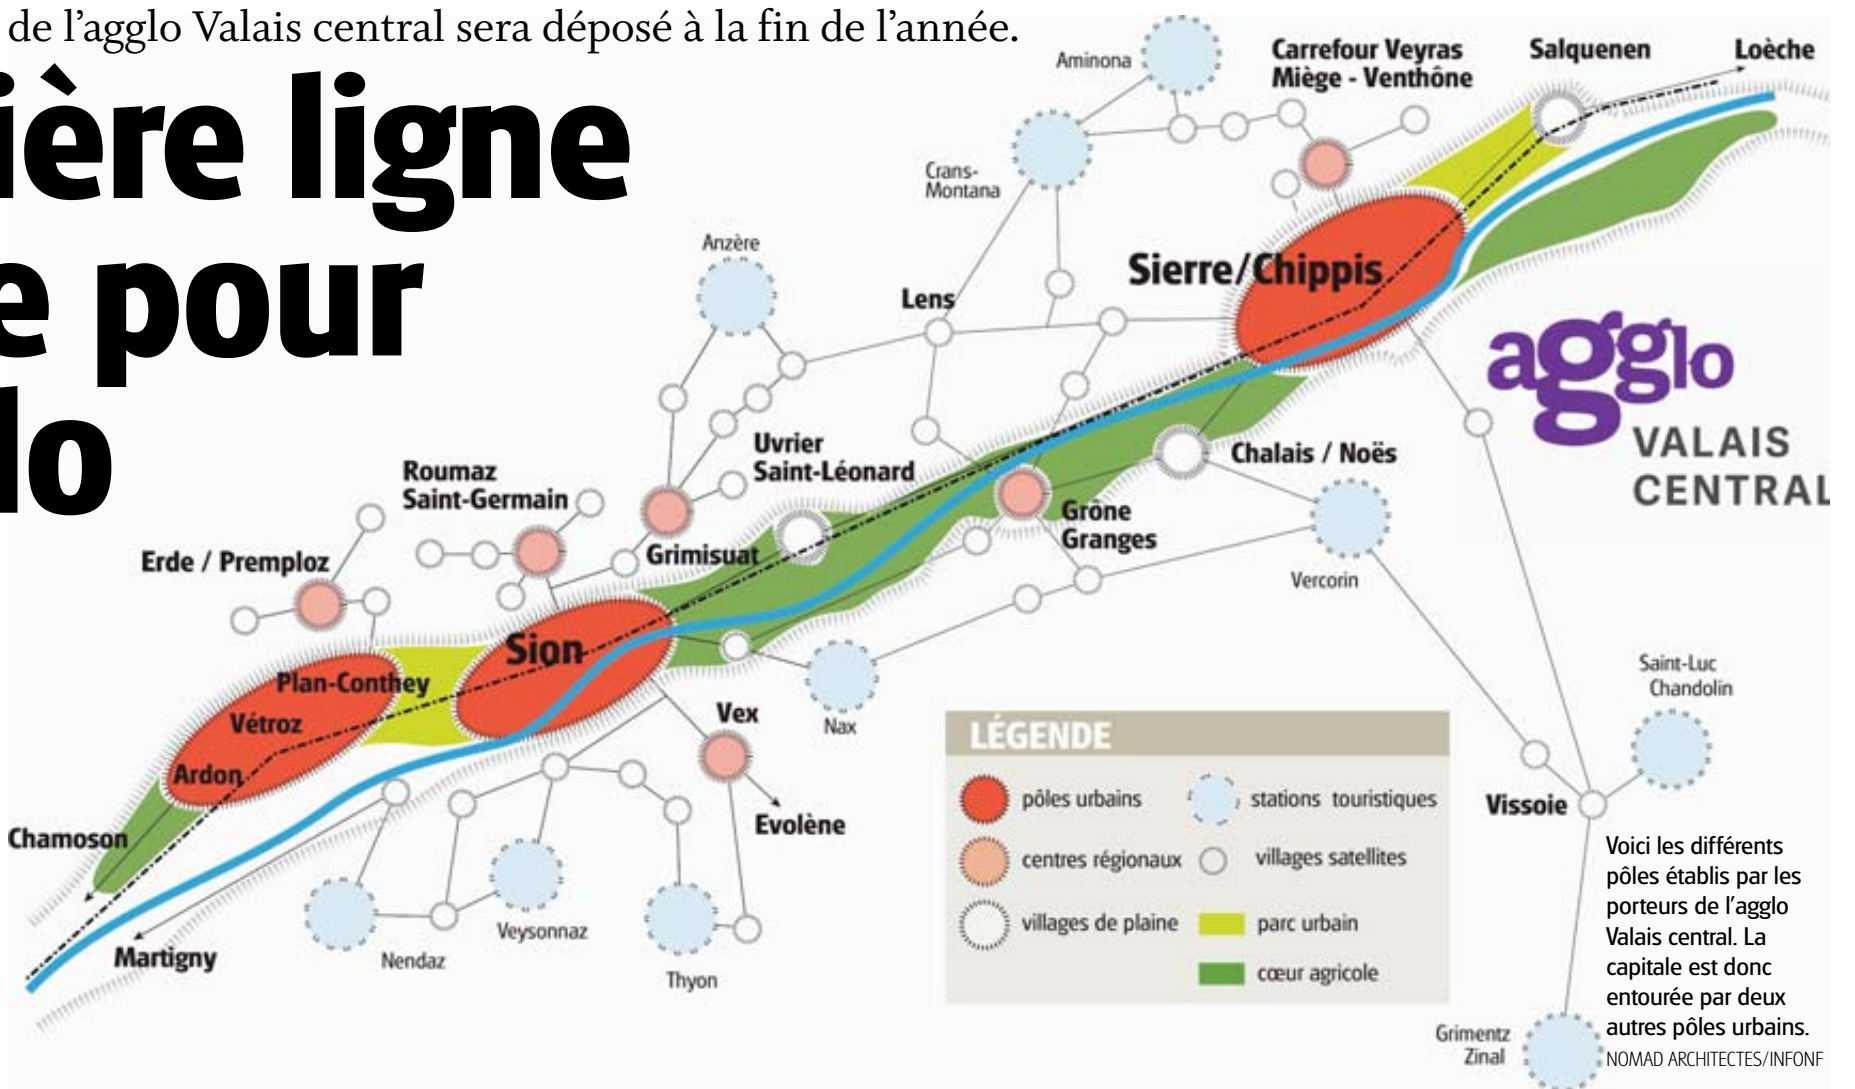 de l'agglo Valais central sera déposé à la fin de l'année.
ière ligne
e pour
lo
Aminona
Carrefour Veyras
Miège - Venthône
Salquenen
Loèche
Crans-
Montana
Anzère
Sierre/Chippis
Lens
agglo
VALAIS
CENTRAL
Uvrier
Saint-Léonard
Chalais / Noës
Roumaz
Saint-Germain
Grône
Granges
Grimisuat
Erde / Premploz
Vercorin
Sion
Plan-Conthey
Vétroz
Ardon
Chamoson
Vex
Nax
Saint-Luc
Chandolin
Evolène
Vissoie
Martigny
Nendaz
Veysonnaz
Thyon
LÉGENDE
pôles urbains
stations touristiques
centres régionaux
villages satellites
villages de plaine
parc urbain
cœur agricole
Grimentz
Zinal
Voici les différents
pôles établis par les
porteurs de l'agglo
Valais central. La
capitale est donc
entourée par deux
autres pôles urbains.
NOMAD ARCHITECTES/INFONF